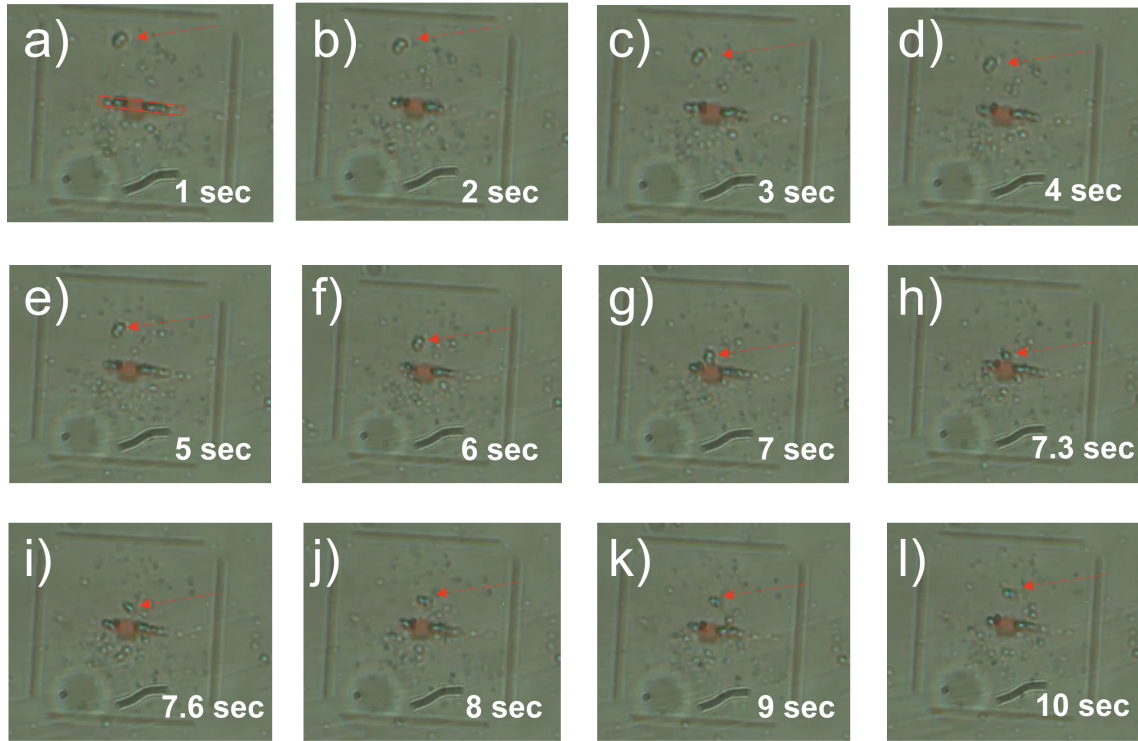 a)
1 sec
b)
2 sec
c)
3 sec
d)
4 sec
e)
5 sec
f)
6 sec
g)
7 sec
h)
7.3 sec
i)
7.6 sec
j)
8 sec
k)
9 sec
l)
10 sec